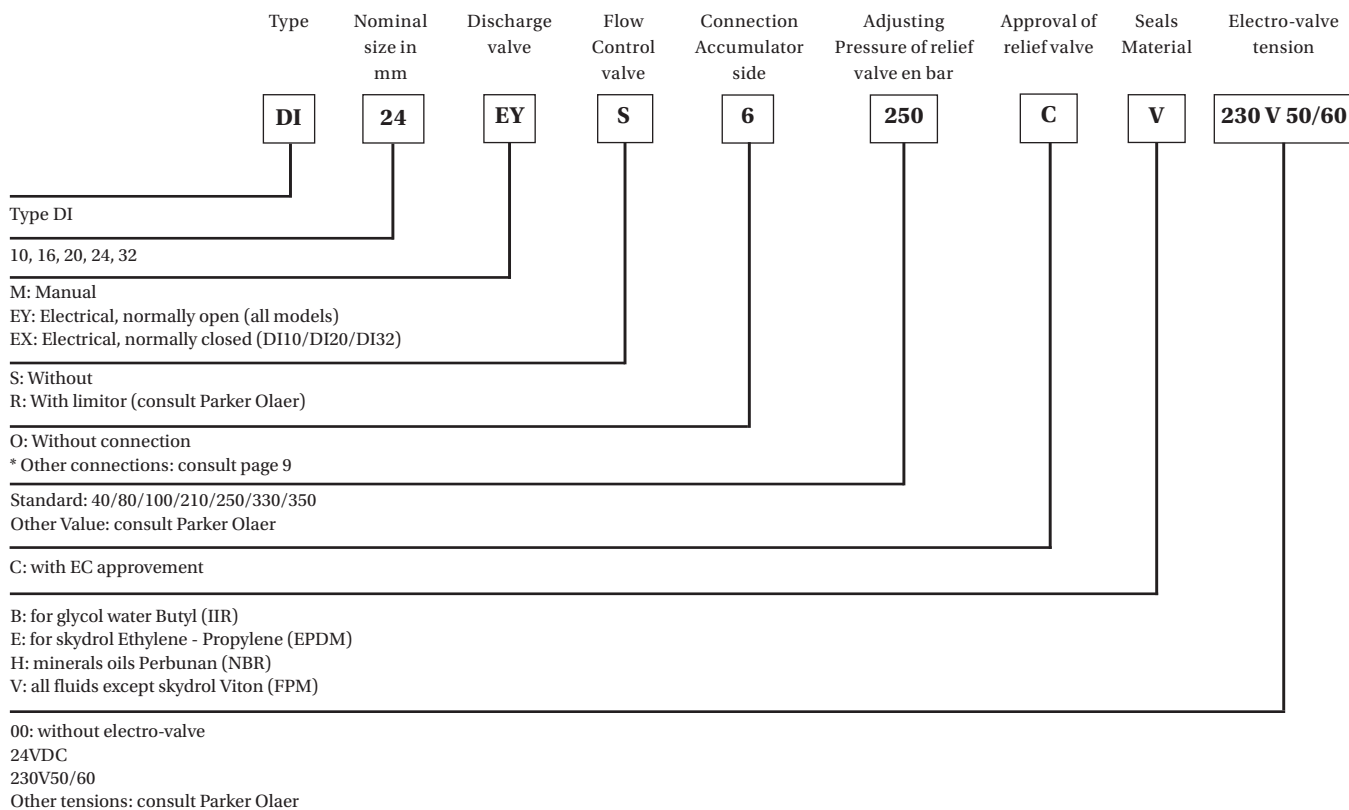 Type
Nominal
size in
mm
Discharge
valve
Flow
Control
valve
Connection
Accumulator
side
Adjusting
Pressure of relief
valve en bar
Approval of
relief valve
Seals
Material
Electro-valve
tension
DI
24
EY
S
6
250
C
V
230 V 50/60
Type DI
10, 16, 20, 24, 32
M: Manual
EY: Electrical, normally open (all models)
EX: Electrical, normally closed (DI10/DI20/DI32)
S: Without
R: With limitor (consult Parker Olaer)
O: Without connection
* Other connections: consult page 9
Standard: 40/80/100/210/250/330/350
Other Value: consult Parker Olaer
C: with EC approvement
B: for glycol water Butyl (IIR)
E: for skydrol Ethylene - Propylene (EPDM)
H: minerals oils Perbunan (NBR)
V: all fluids except skydrol Viton (FPM)
00: without electro-valve
24VDC
230V50/60
Other tensions: consult Parker Olaer